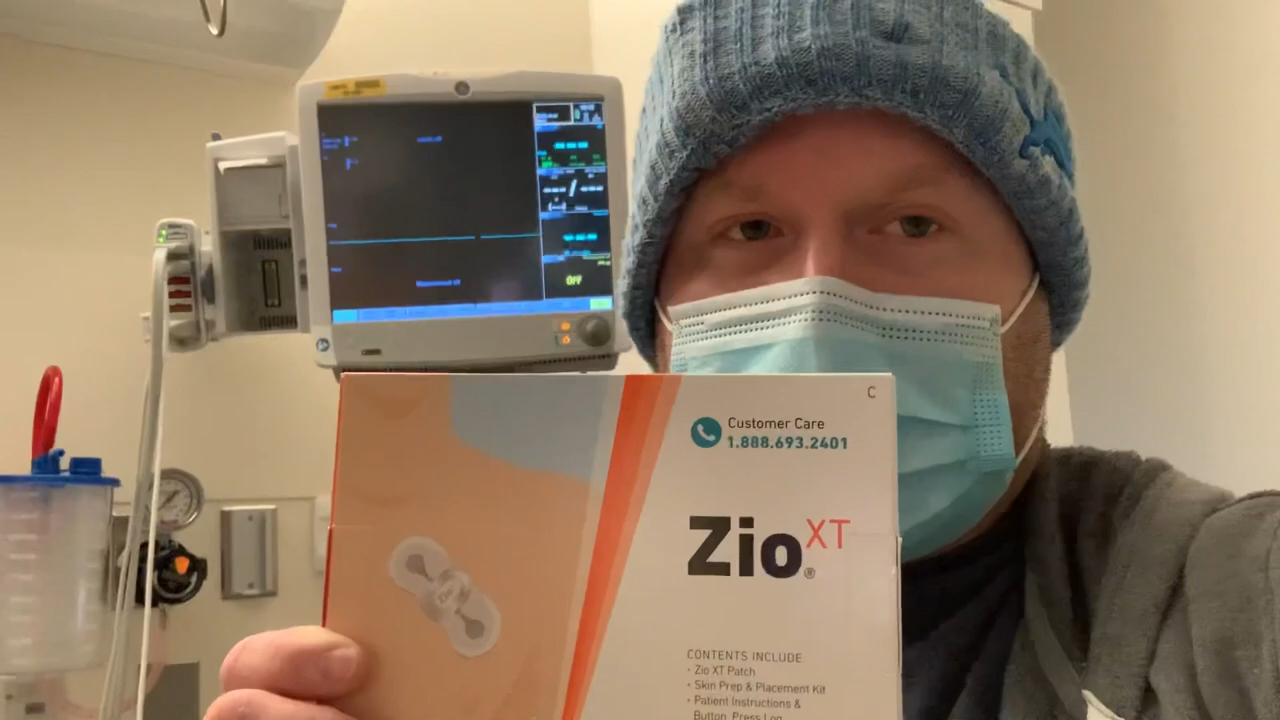 OFF
C
Customer Care
1.888.693.2401
Zio XT
®
Zio
CONTENTS INCLUDE:
· Zio XT Patch
· Skin Prep & Placement Kit
· Patient Instructions &
Button Press Log